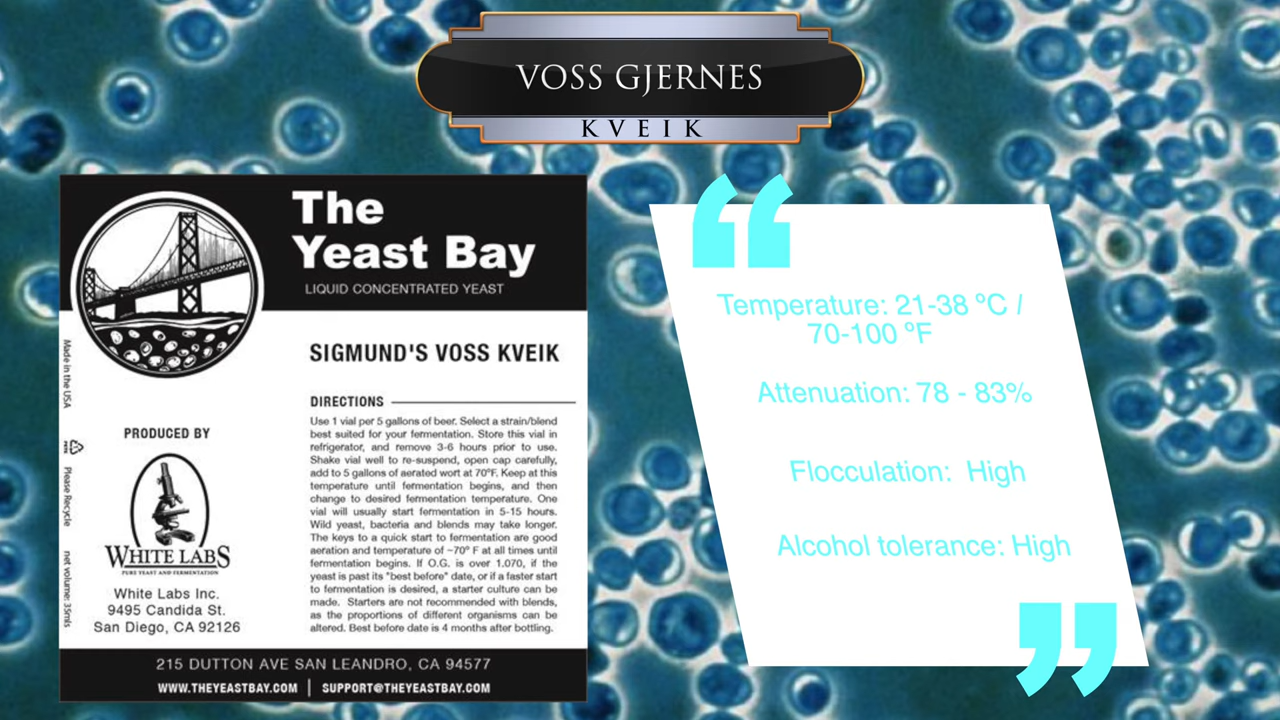 VOSS GJERNES
KVEIK
The
Yeast Bay
LIQUID CONCENTRATED YEAST
SIGMUND'S VOSS KVEIK
DIRECTIONS
Use 1 vial per 5 gallons of beer. Select a strain/blend
best suited for your fermentation. Store this vial in
refrigerator, and remove 3-6 hours prior to use.
Shake vial well to re-suspend, open cap carefully,
add to 5 gallons of aerated wort at 70ºF. Keep at this
temperature until fermentation begins, and then
change to desired fermentation temperature. One
vial will usually start fermentation in 5-15 hours.
Wild yeast, bacteria and blends may take longer.
The keys to a quick start to fermentation are good
aeration and temperature of ~70º F at all times until
fermentation begins. If O.G. is over 1.070, if the
yeast is past its "best before" date, or if a faster start
to fermentation is desired, a starter culture can be
made. Starters are not recommended with blends,
as the proportions of different organisms can be
altered. Best before date is 4 months after bottling.
Made in the USA
Please Recycle
net volume: 35mls
PRODUCED BY
WHITE LABS
PURE YEAST AND FERMENTATION
White Labs Inc.
9495 Candida St.
San Diego, CA 92126
215 DUTTON AVE SAN LEANDRO, CA 94577
WWW.THEYEASTBAY.COM | SUPPORT@THEYEASTBAY.COM
“
Temperature: 21-38 ºC /
70-100 ºF
Attenuation: 78 - 83%
Flocculation: High
Alcohol tolerance: High
”